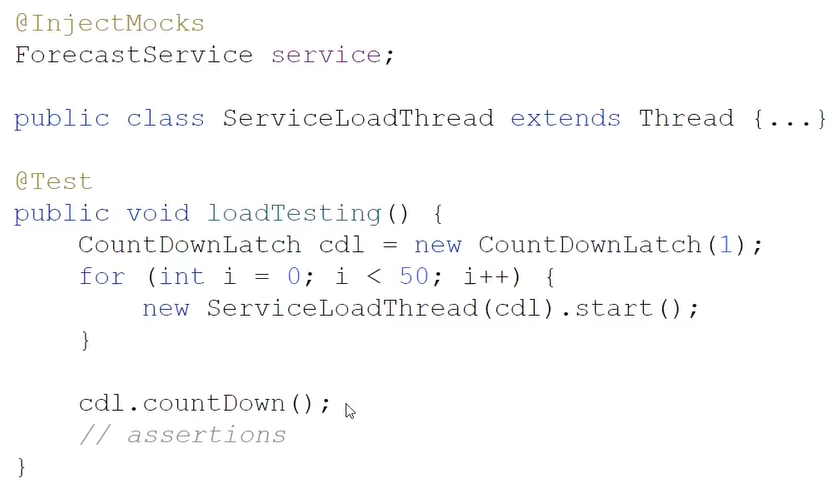 @InjectMocks
ForecastService service;
public class ServiceLoadThread extends Thread {...}
@Test
public void loadTesting() {
    CountDownLatch cdl = new CountDownLatch(1);
    for (int i = 0; i < 50; i++) {
        new ServiceLoadThread(cdl).start();
    }
    cdl.countDown();
    // assertions
}